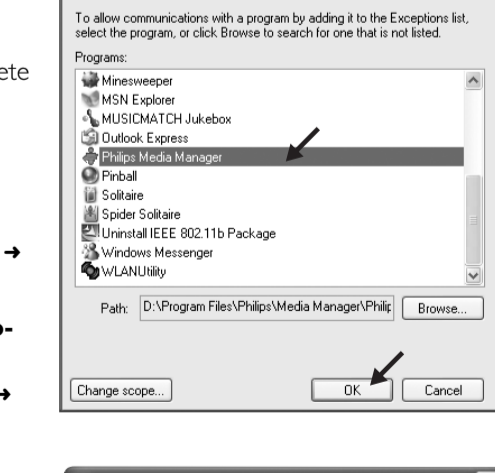 To allow communications with a program by adding it to the Exceptions list,
select the program, or click Browse to search for one that is not listed.
ete
Programs:
Minesweeper
MSN Explorer
MUSICMATCH Jukebox
Outlook Express
Philips Media Manager
Pinball
Solitaire
Spider Solitaire
Uninstall IEEE 802.11b Package
Windows Messenger
WLANUtility
Path: D:\Program Files\Philips\Media Manager\Philip Browse...
Change scope... OK Cancel